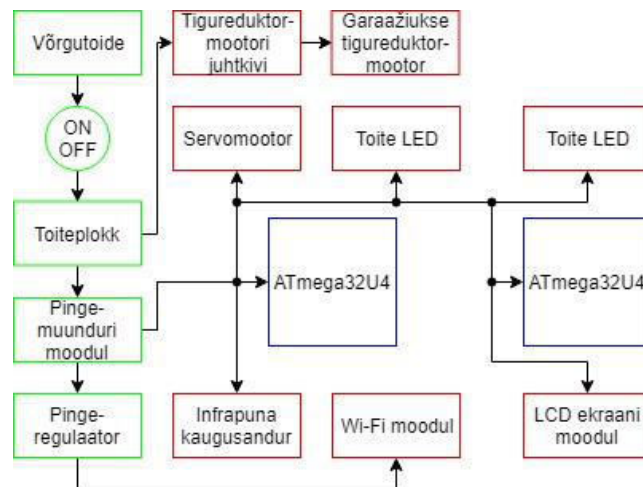 Võrgutoide
Tigureduktor-
mootori
juhtkivi
Garaažiukse
tigureduktor-
mootor
ON
OFF
Servomootor
Toite LED
Toite LED
Toiteplokk
ATmega32U4
ATmega32U4
Pinge-
muunduri
moodul
Pinge-
regulaator
Infrapuna
kaugusandur
Wi-Fi moodul
LCD ekraani
moodul